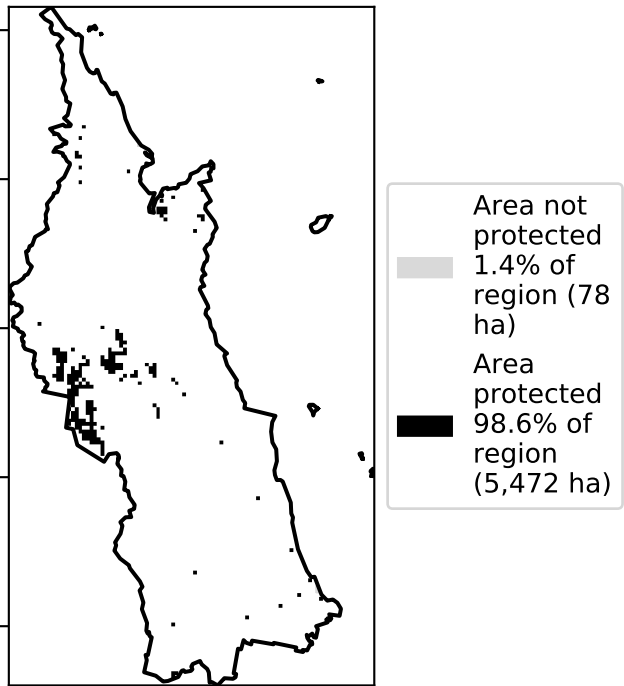 Area not
protected
1.4% of
region (78
ha)
Area
protected
98.6% of
region
(5,472 ha)